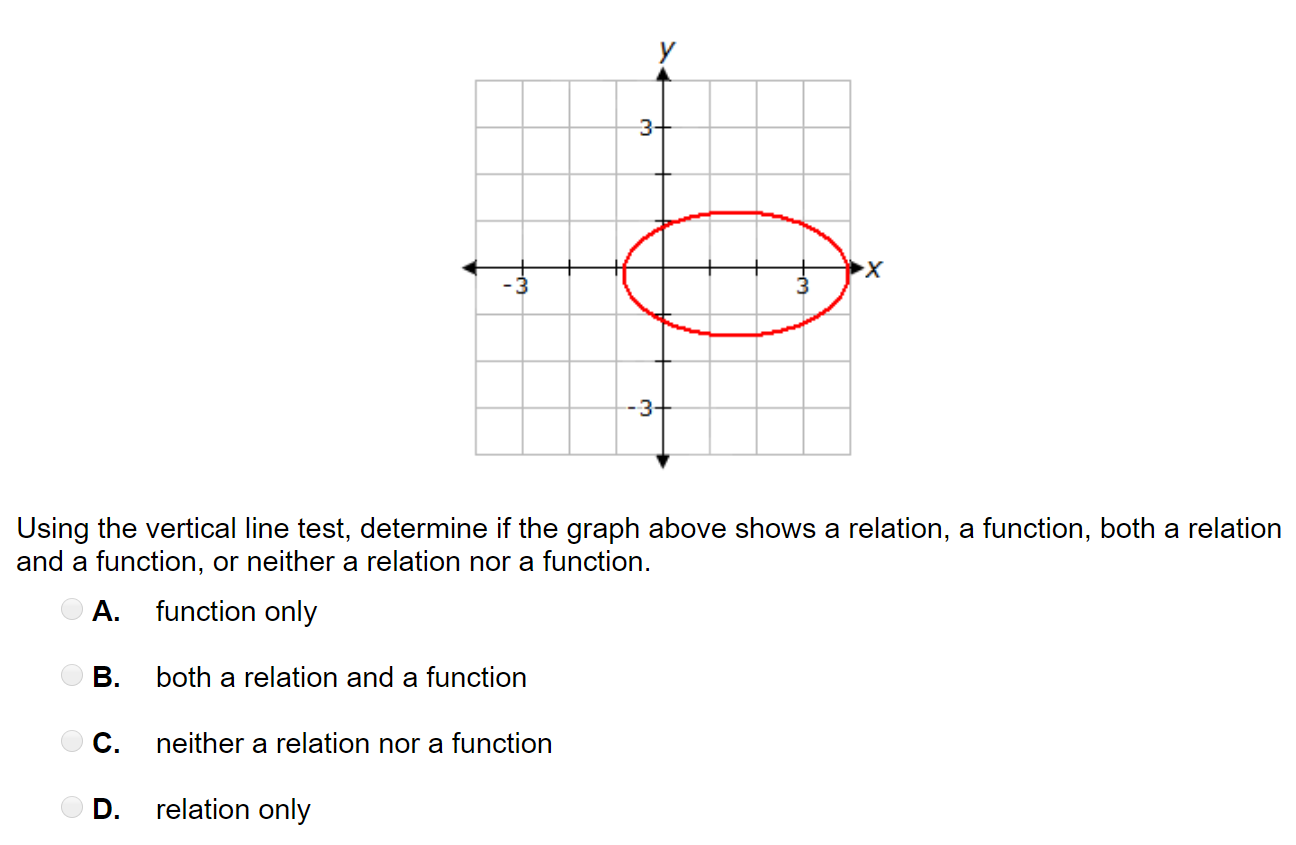 y
3
-3
3
x
-3
Using the vertical line test, determine if the graph above shows a relation, a function, both a relation
and a function, or neither a relation nor a function.
A. function only
B. both a relation and a function
C. neither a relation nor a function
D. relation only